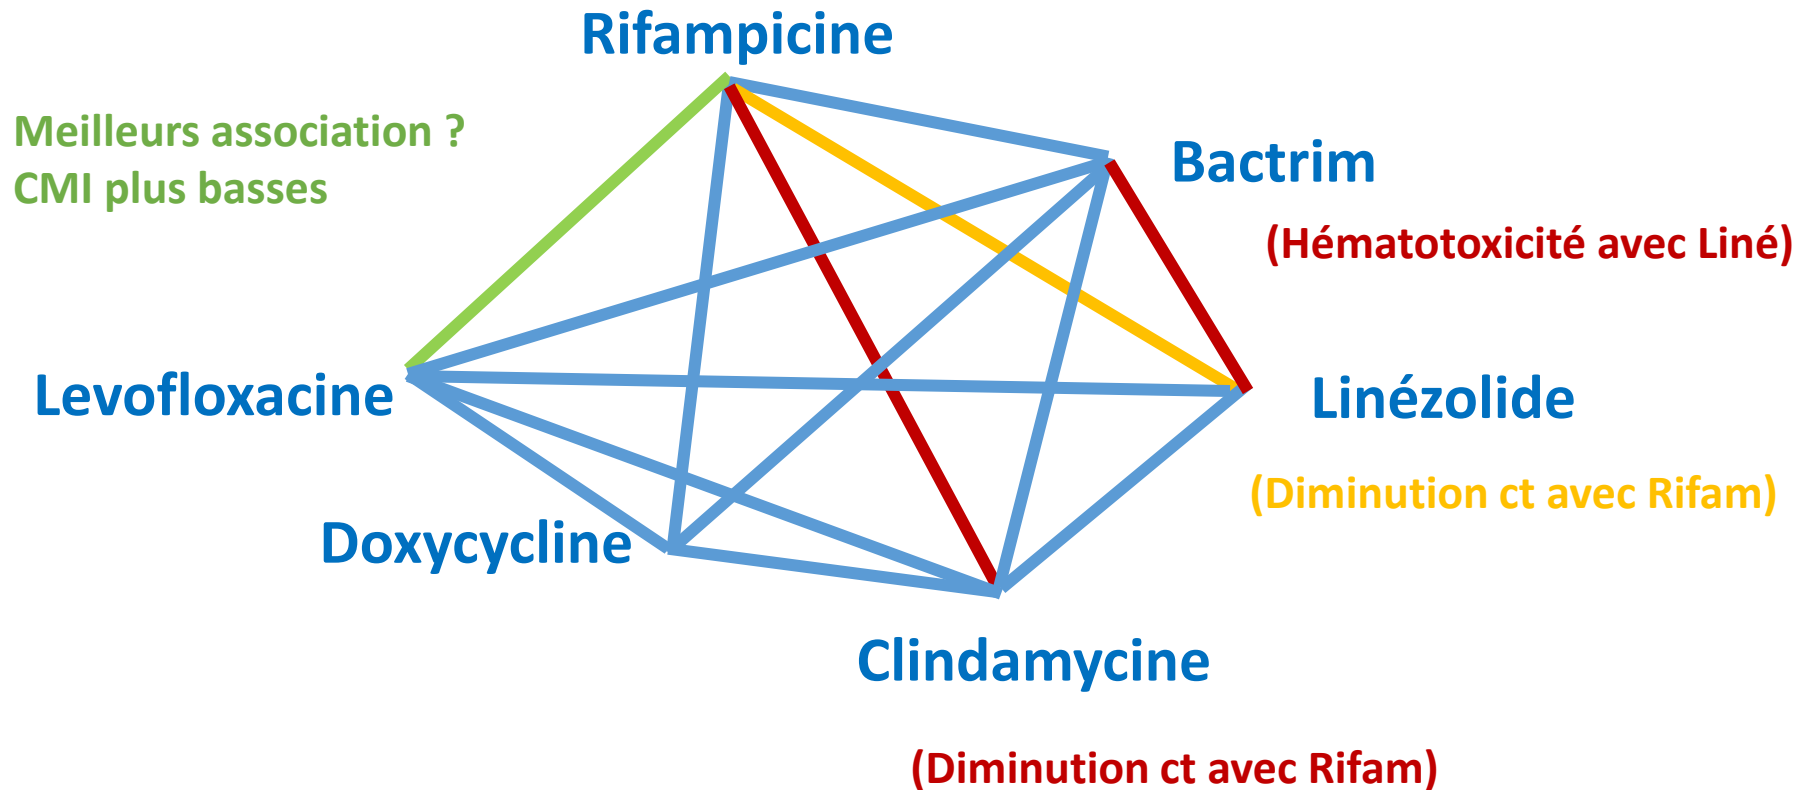 Rifampicine
Meilleurs association ?
CMI plus basses
Bactrim
(Hématotoxicité avec Liné)
Levofloxacine
Linézolide
(Diminution ct avec Rifam)
Doxycycline
Clindamycine
(Diminution ct avec Rifam)